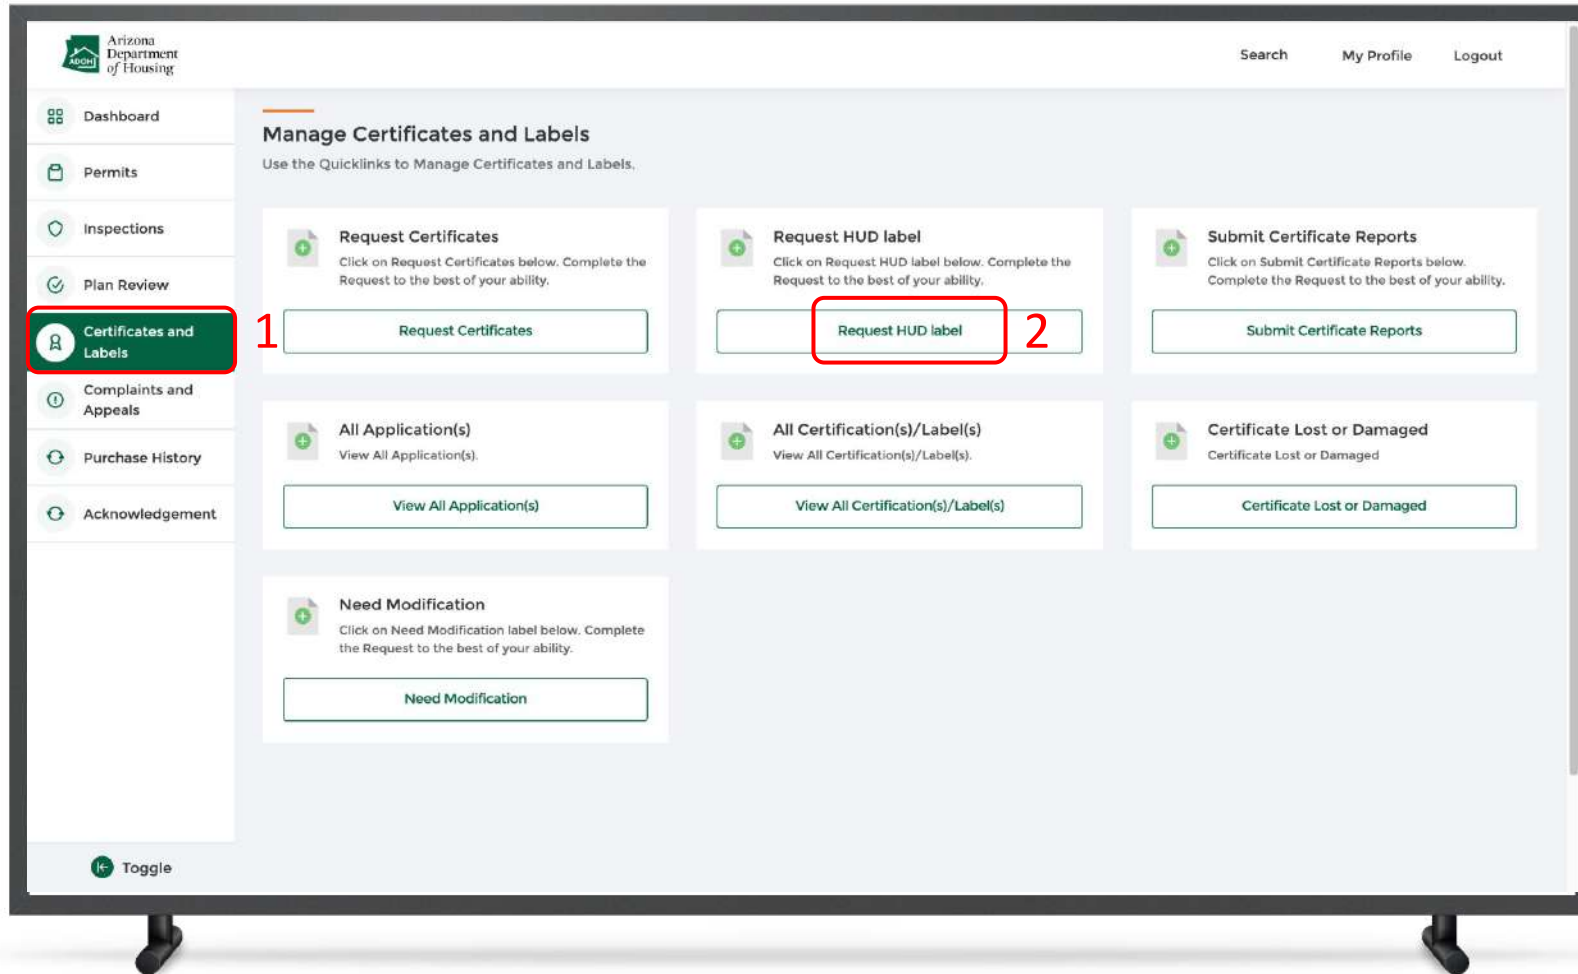 Arizona
Department
of Housing
ADOH
Search
My Profile
Logout
Dashboard
Permits
Inspections
Plan Review
Certificates and
Labels
1
Complaints and
Appeals
Purchase History
Acknowledgement
Toggle
Manage Certificates and Labels
Use the Quicklinks to Manage Certificates and Labels.
Request Certificates
Click on Request Certificates below. Complete the
Request to the best of your ability.
Request Certificates
Request HUD label
Click on Request HUD label below. Complete the
Request to the best of your ability.
Request HUD label
2
Submit Certificate Reports
Click on Submit Certificate Reports below.
Complete the Request to the best of your ability.
Submit Certificate Reports
All Application(s)
View All Application(s).
View All Application(s)
All Certification(s)/Label(s)
View All Certification(s)/Label(s).
View All Certification(s)/Label(s)
Certificate Lost or Damaged
Certificate Lost or Damaged
Certificate Lost or Damaged
Need Modification
Click on Need Modification label below. Complete
the Request to the best of your ability.
Need Modification